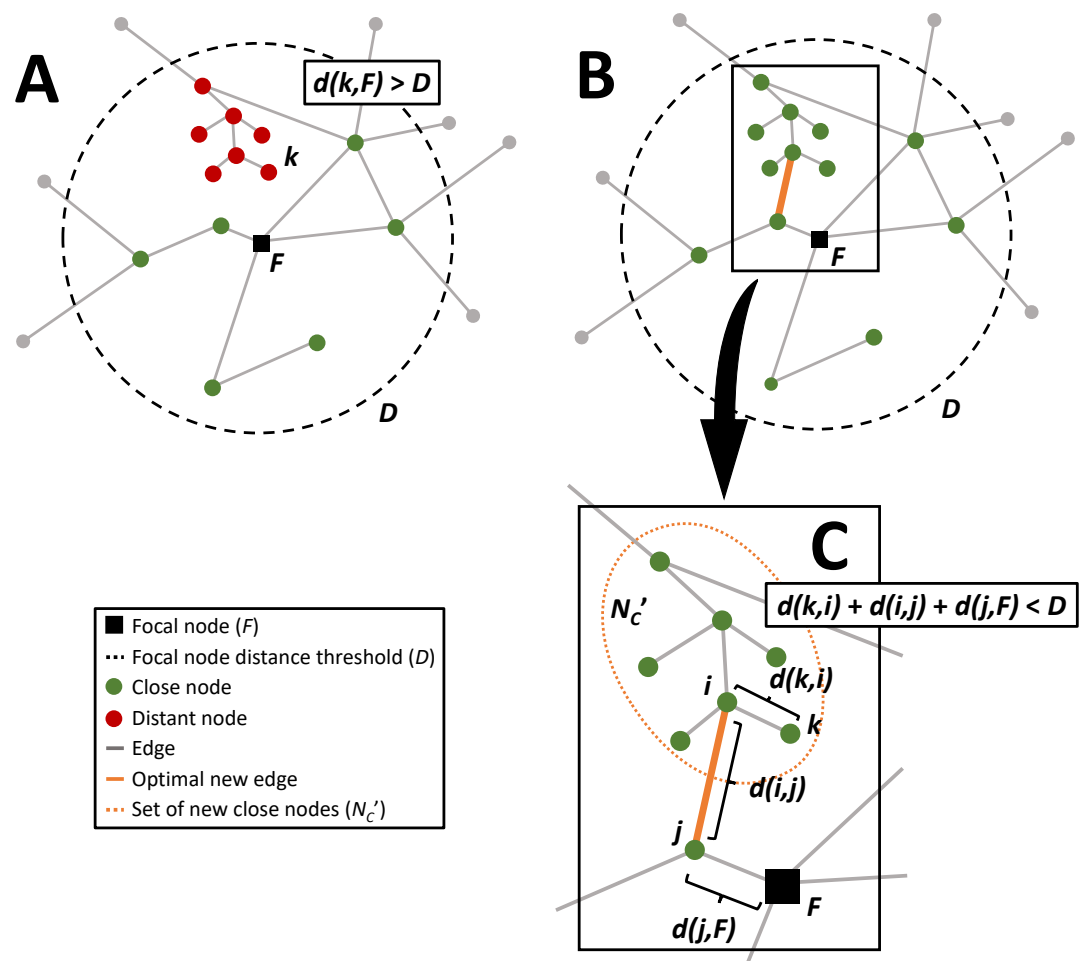 A
d(k,F) > D
k
F
D
B
F
D
C
N_C'
d(k,i) + d(i,j) + d(j,F) < D
i
d(k,i)
k
d(i,j)
j
F
d(j,F)
Focal node (F)
Focal node distance threshold (D)
Close node
Distant node
Edge
Optimal new edge
Set of new close nodes (N_C')